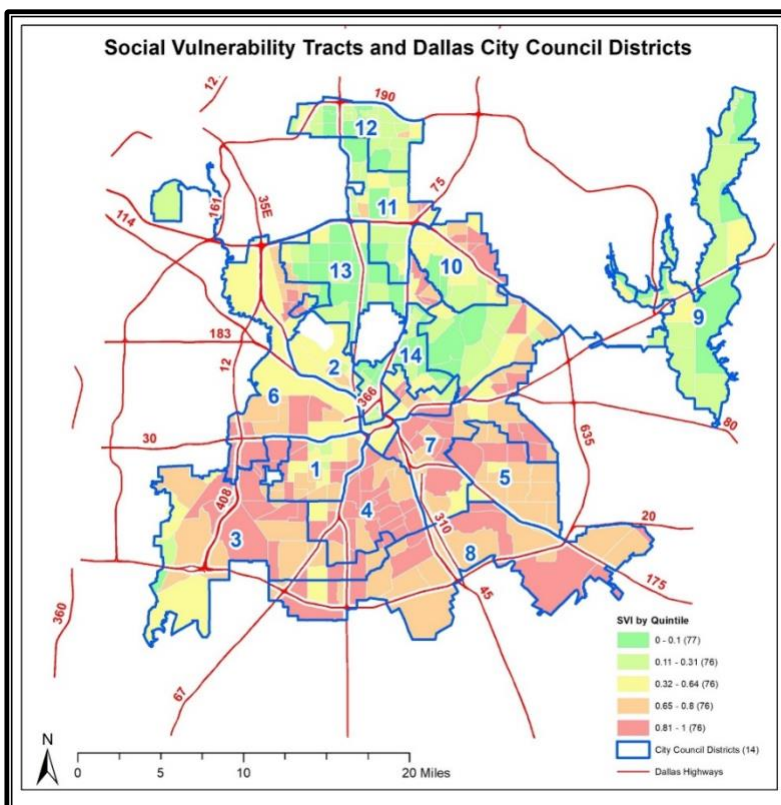 Social Vulnerability Tracts and Dallas City Council Districts
12
190
12
161
35E
75
11
114
13
10
9
183
14
12
2
366
6
80
30
635
7
1
5
408
4
310
20
3
8
175
45
360
67
SVI by Quintile
0 - 0.1 (77)
0.11 - 0.31 (76)
0.32 - 0.64 (76)
0.65 - 0.8 (76)
0.81 - 1 (76)
City Council Districts (14)
Dallas Highways
N
0 5 10 20 Miles